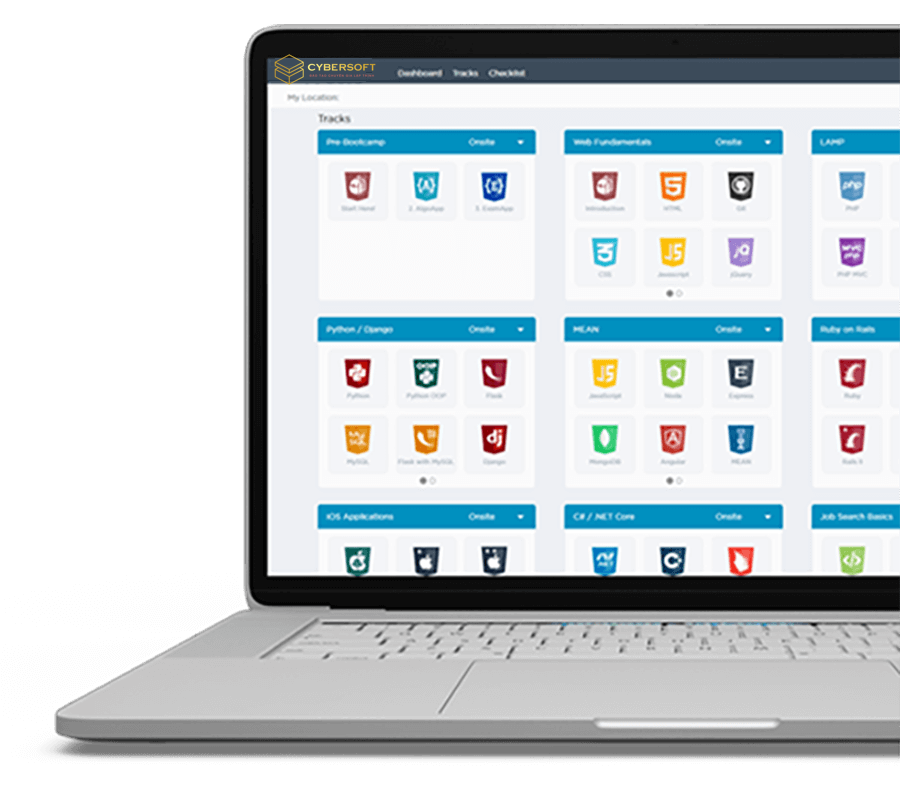 CYBERSOFT
Dashboard Tracks Checklist
My Location:
Tracks
Pre-Bootcamp Onsite
Web Fundamentals Onsite
LAMP
Start Here!
2. AlgoApp
3. ExamApp
Introduction
HTML
Git
PHP
CSS
Javascript
jQuery
PHP MVC
Python / Django Onsite
MEAN Onsite
Ruby on Rails
Python
Python OOP
Flask
JavaScript
Node
Express
Ruby
MySQL
Flask with MySQL
Django
MongoDB
Angular
MEAN
iOS Applications Onsite
C# / .NET Core Onsite
Job Search Basics